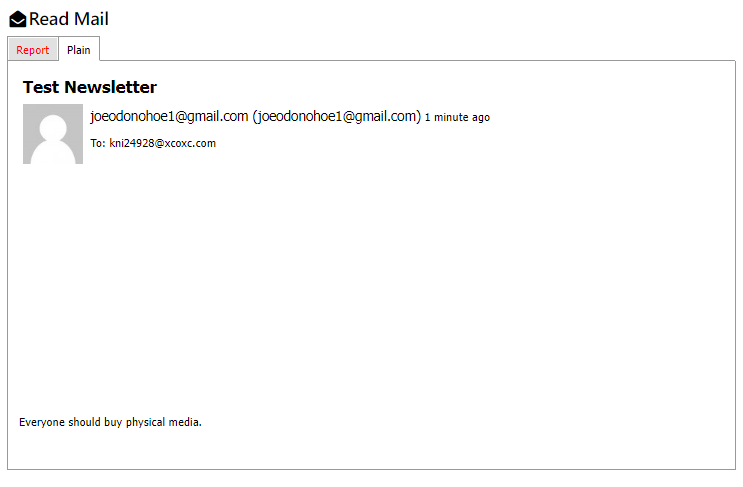 Read Mail
Report
Plain
Test Newsletter
joeodonohoe1@gmail.com (joeodonohoe1@gmail.com) 1 minute ago
To: kni24928@xcoxc.com
Everyone should buy physical media.